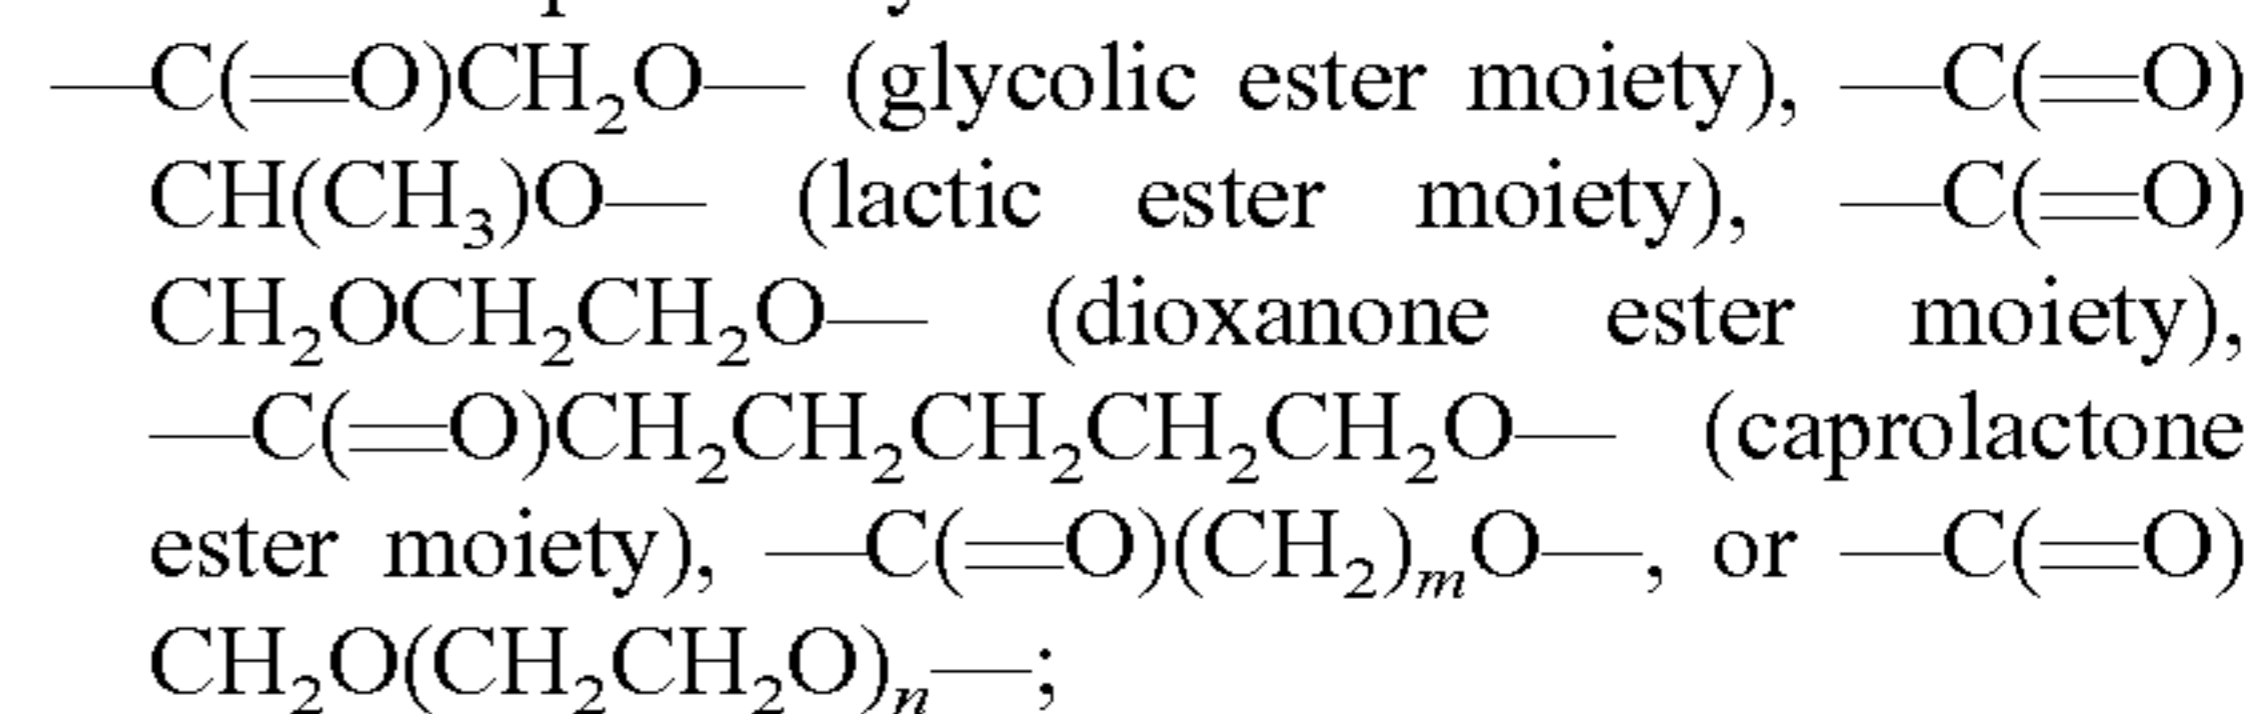 —C(═O)CH₂O— (glycolic ester moiety), —C(═O)
CH(CH₃)O— (lactic ester moiety), —C(═O)
CH₂OCH₂CH₂O— (dioxanone ester moiety),
—C(═O)CH₂CH₂CH₂CH₂CH₂O— (caprolactone
ester moiety), —C(═O)(CH₂)ₘO—, or —C(═O)
CH₂O(CH₂CH₂O)ₙ—;